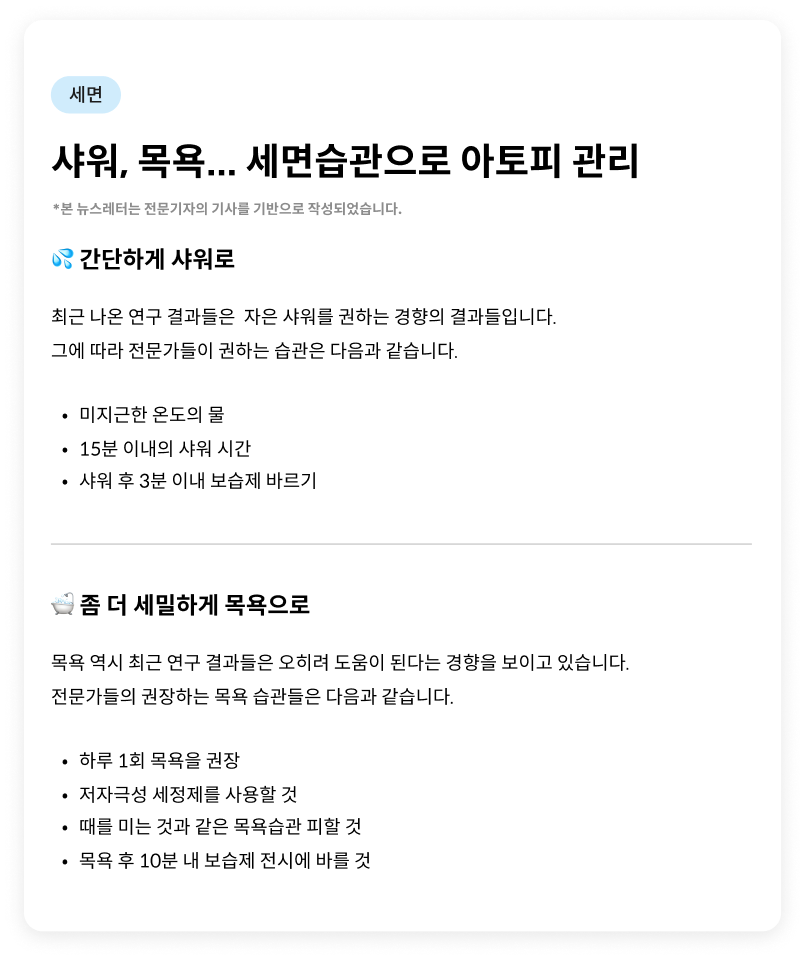 세면
샤워, 목욕... 세면습관으로 아토피 관리
*본 뉴스레터는 전문기자의 기사를 기반으로 작성되었습니다.
💦 간단하게 샤워로
최근 나온 연구 결과들은  자은 샤워를 권하는 경향의 결과들입니다.
그에 따라 전문가들이 권하는 습관은 다음과 같습니다.
• 미지근한 온도의 물
• 15분 이내의 샤워 시간
• 샤워 후 3분 이내 보습제 바르기
🛁 좀 더 세밀하게 목욕으로
목욕 역시 최근 연구 결과들은 오히려 도움이 된다는 경향을 보이고 있습니다.
전문가들의 권장하는 목욕 습관들은 다음과 같습니다.
• 하루 1회 목욕을 권장
• 저자극성 세정제를 사용할 것
• 때를 미는 것과 같은 목욕습관 피할 것
• 목욕 후 10분 내 보습제 전시에 바를 것